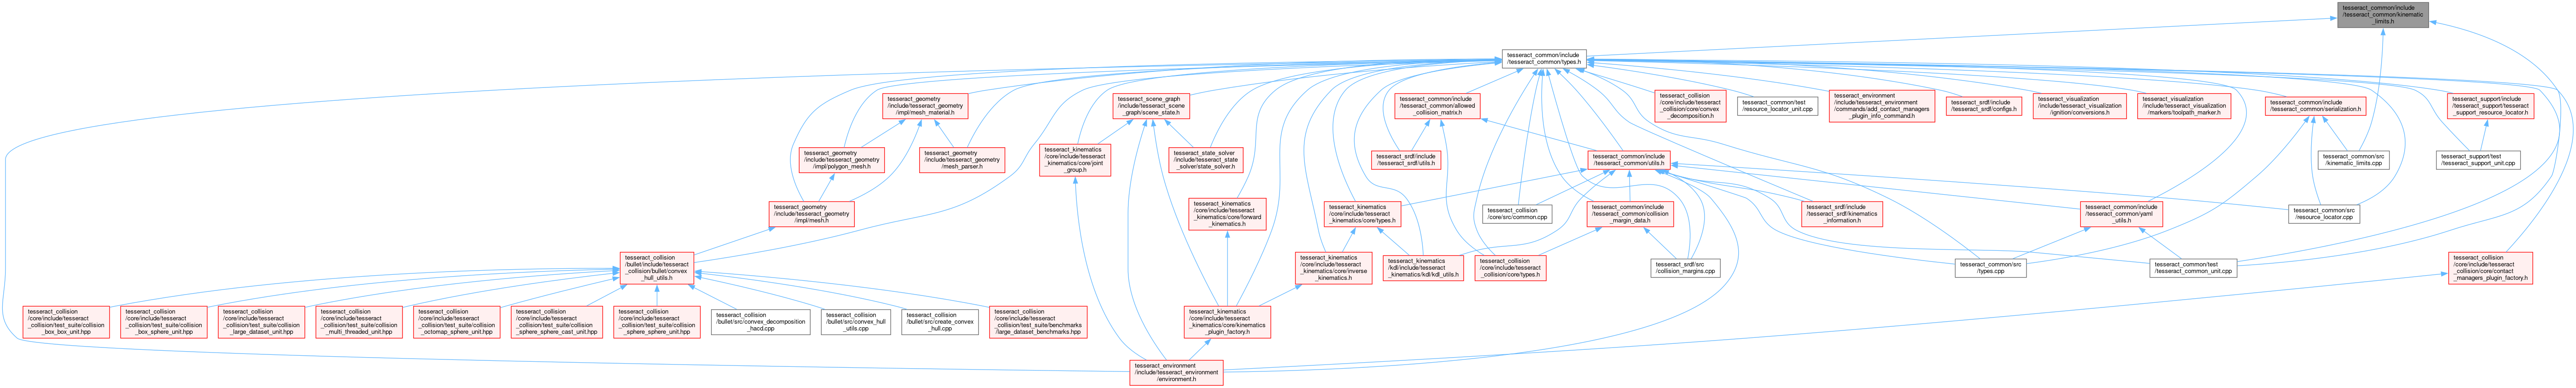 tesseract_common/include
/tesseract_common/kinematic
_limits.h
tesseract_common/include
/tesseract_common/types.h
tesseract_geometry
/include/tesseract_geometry
/impl/mesh_material.h
tesseract_scene_graph
/include/tesseract_scene
_graph/scene_state.h
tesseract_common/include
/tesseract_common/allowed
_collision_matrix.h
tesseract_collision
/core/include/tesseract
_collision/core/convex
_decomposition.h
tesseract_common/test
/resource_locator_unit.cpp
tesseract_environment
/include/tesseract_environment
/commands/add_contact_managers
_plugin_info_command.h
tesseract_srdf/include
/tesseract_srdf/configs.h
tesseract_visualization
/include/tesseract_visualization
/ignition/conversions.h
tesseract_visualization
/include/tesseract_visualization
/markers/toolpath_marker.h
tesseract_common/include
/tesseract_common/serialization.h
tesseract_support/include
/tesseract_support/tesseract
_support_resource_locator.h
tesseract_geometry
/include/tesseract_geometry
/impl/polygon_mesh.h
tesseract_geometry
/include/tesseract_geometry
/mesh_parser.h
tesseract_kinematics
/core/include/tesseract
_kinematics/core/joint
_group.h
tesseract_state_solver
/include/tesseract_state
_solver/state_solver.h
tesseract_srdf/include
/tesseract_srdf/utils.h
tesseract_common/include
/tesseract_common/utils.h
tesseract_common/src
/kinematic_limits.cpp
tesseract_support/test
/tesseract_support_unit.cpp
tesseract_geometry
/include/tesseract_geometry
/impl/mesh.h
tesseract_kinematics
/core/include/tesseract
_kinematics/core/forward
_kinematics.h
tesseract_kinematics
/core/include/tesseract
_kinematics/core/types.h
tesseract_collision
/core/src/common.cpp
tesseract_common/include
/tesseract_common/collision
_margin_data.h
tesseract_srdf/include
/tesseract_srdf/kinematics
_information.h
tesseract_common/include
/tesseract_common/yaml
_utils.h
tesseract_common/src
/resource_locator.cpp
tesseract_collision
/bullet/include/tesseract
_collision/bullet/convex
_hull_utils.h
tesseract_kinematics
/core/include/tesseract
_kinematics/core/inverse
_kinematics.h
tesseract_kinematics
/kdl/include/tesseract
_kinematics/kdl/kdl_utils.h
tesseract_collision
/core/include/tesseract
_collision/core/types.h
tesseract_srdf/src
/collision_margins.cpp
tesseract_common/src
/types.cpp
tesseract_common/test
/tesseract_common_unit.cpp
tesseract_collision
/core/include/tesseract
_collision/core/contact
_managers_plugin_factory.h
tesseract_collision
/core/include/tesseract
_collision/test_suite/collision
_box_box_unit.hpp
tesseract_collision
/core/include/tesseract
_collision/test_suite/collision
_box_sphere_unit.hpp
tesseract_collision
/core/include/tesseract
_collision/test_suite/collision
_large_dataset_unit.hpp
tesseract_collision
/core/include/tesseract
_collision/test_suite/collision
_multi_threaded_unit.hpp
tesseract_collision
/core/include/tesseract
_collision/test_suite/collision
_octomap_sphere_unit.hpp
tesseract_collision
/core/include/tesseract
_collision/test_suite/collision
_sphere_sphere_cast_unit.hpp
tesseract_collision
/core/include/tesseract
_collision/test_suite/collision
_sphere_sphere_unit.hpp
tesseract_collision
/bullet/src/convex_decomposition
_hacd.cpp
tesseract_collision
/bullet/src/convex_hull
_utils.cpp
tesseract_collision
/bullet/src/create_convex
_hull.cpp
tesseract_collision
/core/include/tesseract
_collision/test_suite/benchmarks
/large_dataset_benchmarks.hpp
tesseract_kinematics
/core/include/tesseract
_kinematics/core/kinematics
_plugin_factory.h
tesseract_environment
/include/tesseract_environment
/environment.h